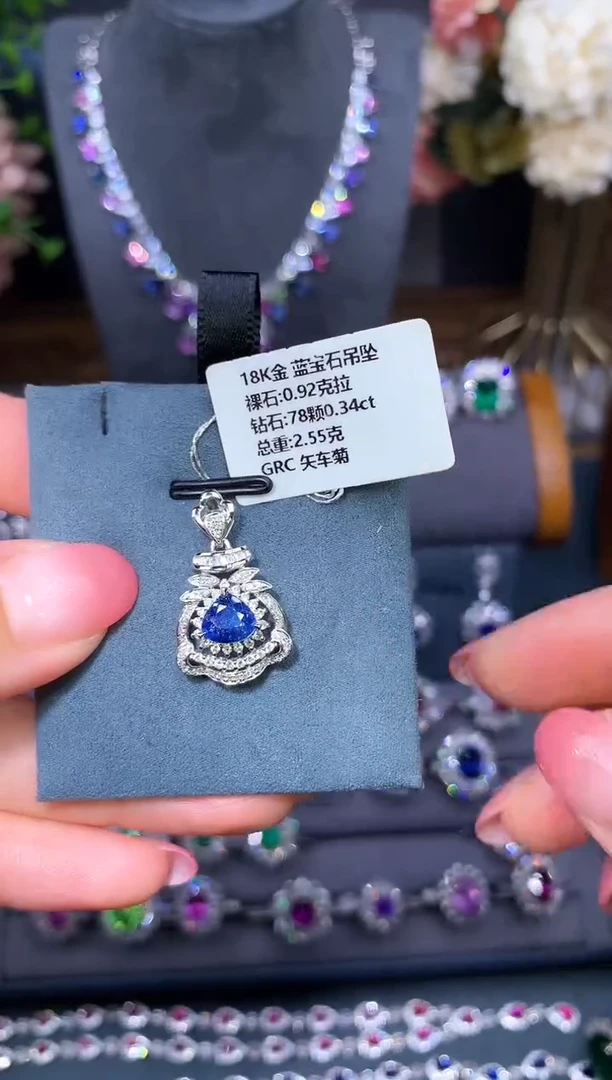 18K金 蓝宝石吊坠
裸石:0.92克拉
钻石:78颗0.34ct
总重:2.55克
GRC 矢车菊